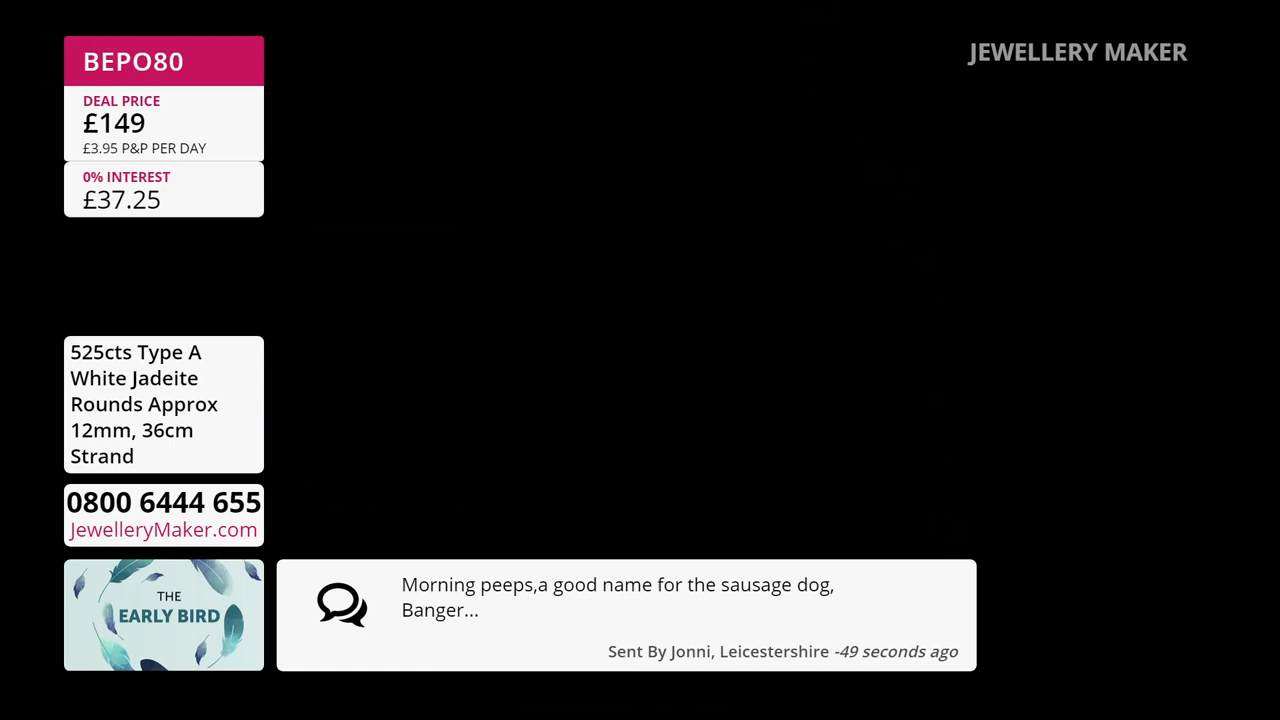 BEPO80
JEWELLERY MAKER
DEAL PRICE
£149
£3.95 P&P PER DAY
0% INTEREST
£37.25
525cts Type A
White Jadeite
Rounds Approx
12mm, 36cm
Strand
0800 6444 655
JewelleryMaker.com
THE
EARLY BIRD
Morning peeps,a good name for the sausage dog,
Banger...
Sent By Jonni, Leicestershire -49 seconds ago